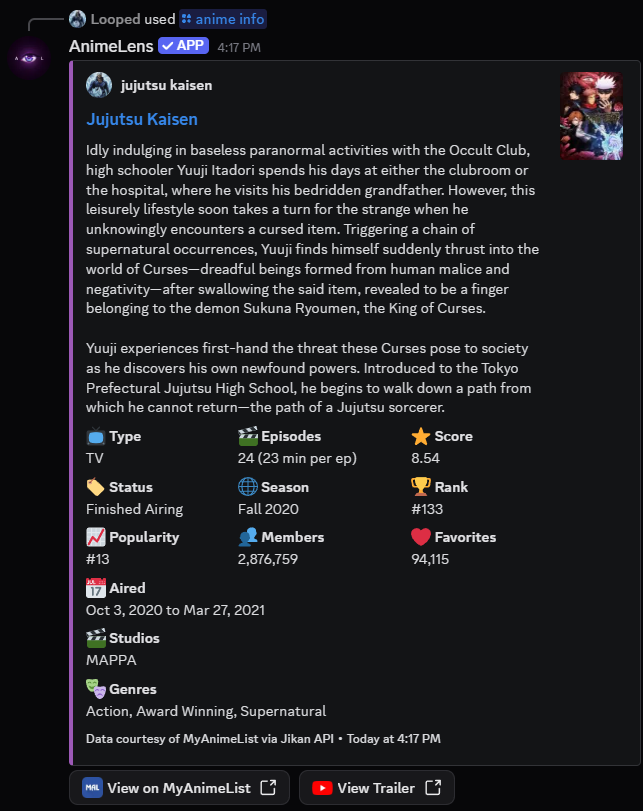 Looped used anime info
AnimeLens ✓ APP 4:17 PM
A L
jujutsu kaisen
Jujutsu Kaisen
Idly indulging in baseless paranormal activities with the Occult Club,
high schooler Yuuji Itadori spends his days at either the clubroom or
the hospital, where he visits his bedridden grandfather. However, this
leisurely lifestyle soon takes a turn for the strange when he
unknowingly encounters a cursed item. Triggering a chain of
supernatural occurrences, Yuuji finds himself suddenly thrust into the
world of Curses—dreadful beings formed from human malice and
negativity—after swallowing the said item, revealed to be a finger
belonging to the demon Sukuna Ryoumen, the King of Curses.
Yuuji experiences first-hand the threat these Curses pose to society
as he discovers his own newfound powers. Introduced to the Tokyo
Prefectural Jujutsu High School, he begins to walk down a path from
which he cannot return—the path of a Jujutsu sorcerer.
Type Episodes Score
TV 24 (23 min per ep) 8.54
Status Season Rank
Finished Airing Fall 2020 #133
Popularity Members Favorites
#13 2,876,759 94,115
JUL 17 Aired
Oct 3, 2020 to Mar 27, 2021
Studios
MAPPA
Genres
Action, Award Winning, Supernatural
Data courtesy of MyAnimeList via Jikan API • Today at 4:17 PM
MAL View on MyAnimeList View Trailer